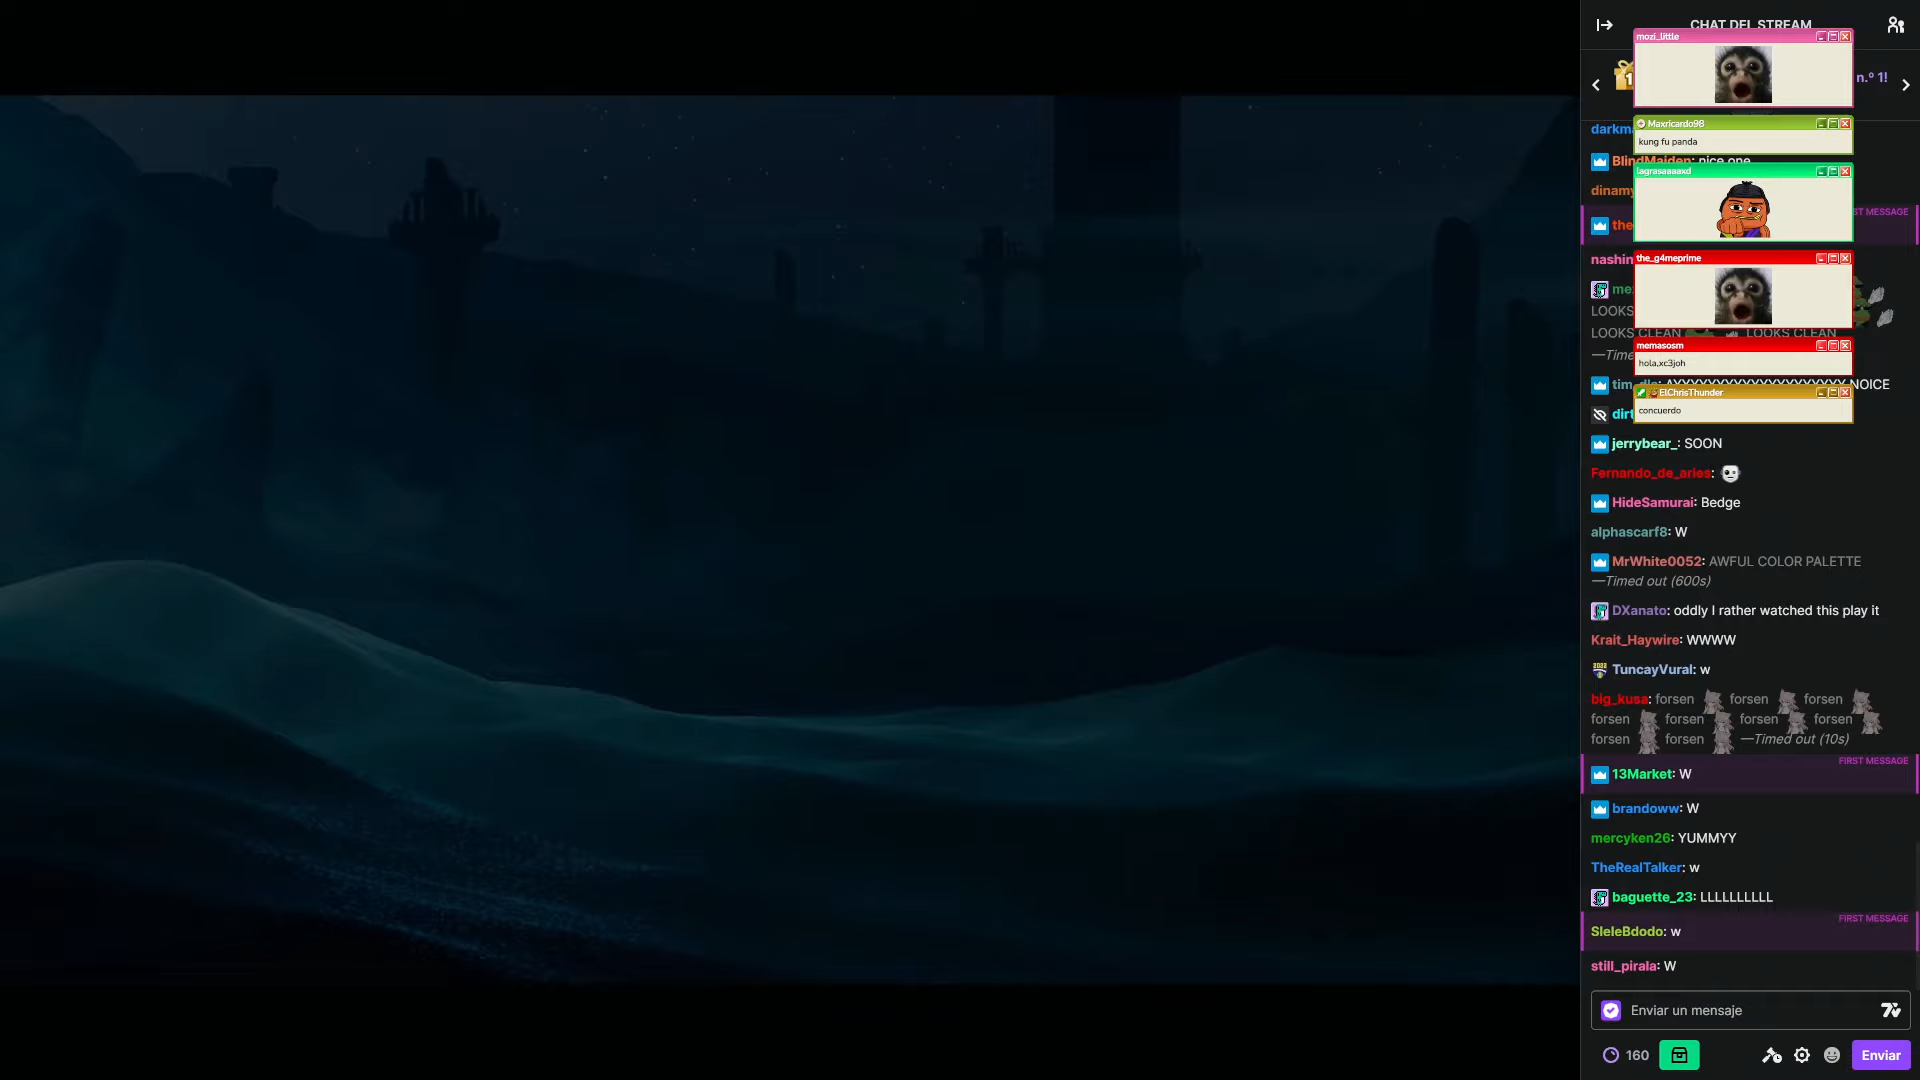 CHAT DEL STREAM
mozi_little
n.º 1!
Maxricardo98
kung fu panda
darkm
BlindMaiden: nice one
lagrasaaaaxd
dinamy
ST MESSAGE
the
the_g4meprime
nashin
me
LOOKS
LOOKS CLEAN LOOKS CLEAN
memasosm
—Time
hola,xc3joh
NOICE
ElChrisThunder
concuerdo
dirt
jerrybear_: SOON
Fernando_de_aries:
HideSamurai: Bedge
alphascarf8: W
MrWhite0052: AWFUL COLOR PALETTE
—Timed out (600s)
DXanato: oddly I rather watched this play it
Krait_Haywire: WWWW
TuncayVural: w
big_kusa: forsen forsen forsen
forsen forsen forsen forsen
forsen forsen —Timed out (10s)
FIRST MESSAGE
13Market: W
brandoww: W
mercyken26: YUMMYY
TheRealTalker: w
baguette_23: LLLLLLLLLL
FIRST MESSAGE
SleleBdodo: w
still_pirala: W
Enviar un mensaje
160
Enviar